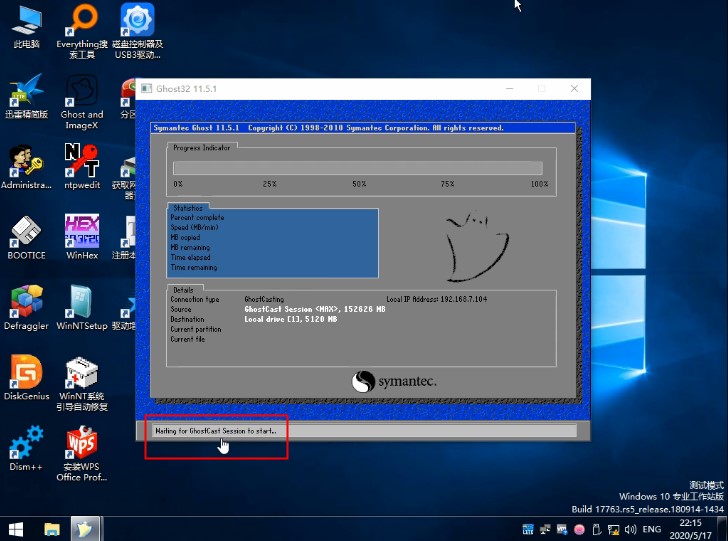 此电脑
Everything搜
索工具
磁盘控制器及
USB3驱动...
迅雷精简版
Ghost and
ImageX
分区
Administra...
ntpwedit
获取网
器
BOOTICE
WinHex
HEX
注册本
Defraggler
WinNTSetup
驱动
DiskGenius
WinNT系统
引导自动修复
Dism++
WPS
安装WPS
Office Prof...
Ghost32 11.5.1
Symantec Ghost 11.5.1 Copyright (C) 1998-2010 Symantec Corporation. All rights reserved.
Progress Indicator
0% 25% 50% 75% 100%
Statistics
Percent complete
Speed (MB/min)
MB copied
MB remaining
Time elapsed
Time remaining
Details
Connection type GhostCasting Local IP Address: 192.168.7.104
Source GhostCast Session <MAX>, 152626 MB
Destination Local drive [1], 5120 MB
Current partition
Current file
symantec.
Waiting for GhostCast Session to start...
测试模式
Windows 10 专业工作站版
Build 17763.rs5_release.180914-1434
ENG
22:15
2020/5/17